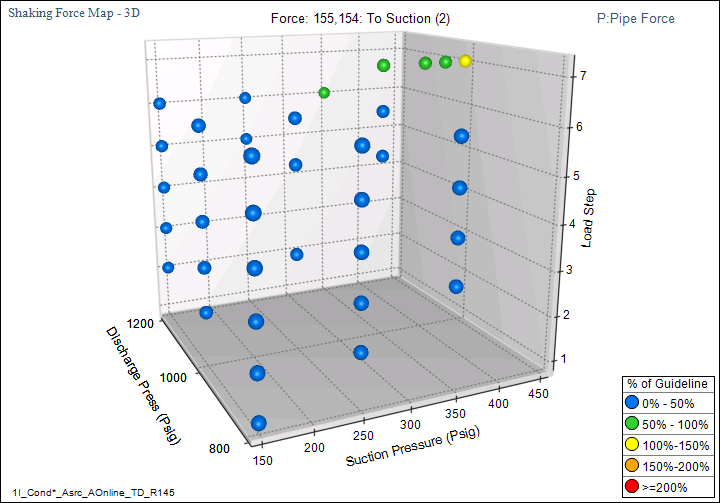 Shaking Force Map - 3D
Force: 155,154: To Suction (2)
P:Pipe Force
7
6
5
4
3
2
1
Load Step
1200
1000
800
Discharge Press (Psig)
150
200
250
300
350
400
450
Suction Pressure (Psig)
% of Guideline
0% - 50%
50% - 100%
100%-150%
150%-200%
>=200%
1I_Cond*_Asrc_AOnline_TD_R145